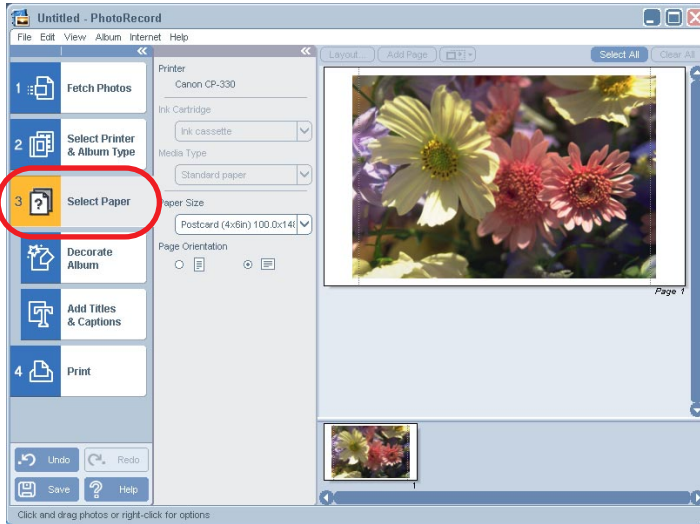 Untitled - PhotoRecord
File Edit View Album Internet Help
Layout... Add Page Select All Clear All
1 Fetch Photos
2 Select Printer
& Album Type
3 Select Paper
Decorate
Album
Add Titles
& Captions
4 Print
Undo Redo
Save Help
Printer
Canon CP-330
Ink Cartridge
Ink cassette
Media Type
Standard paper
Paper Size
Postcard (4x6in) 100.0x148
Page Orientation
Page 1
1
Click and drag photos or right-click for options